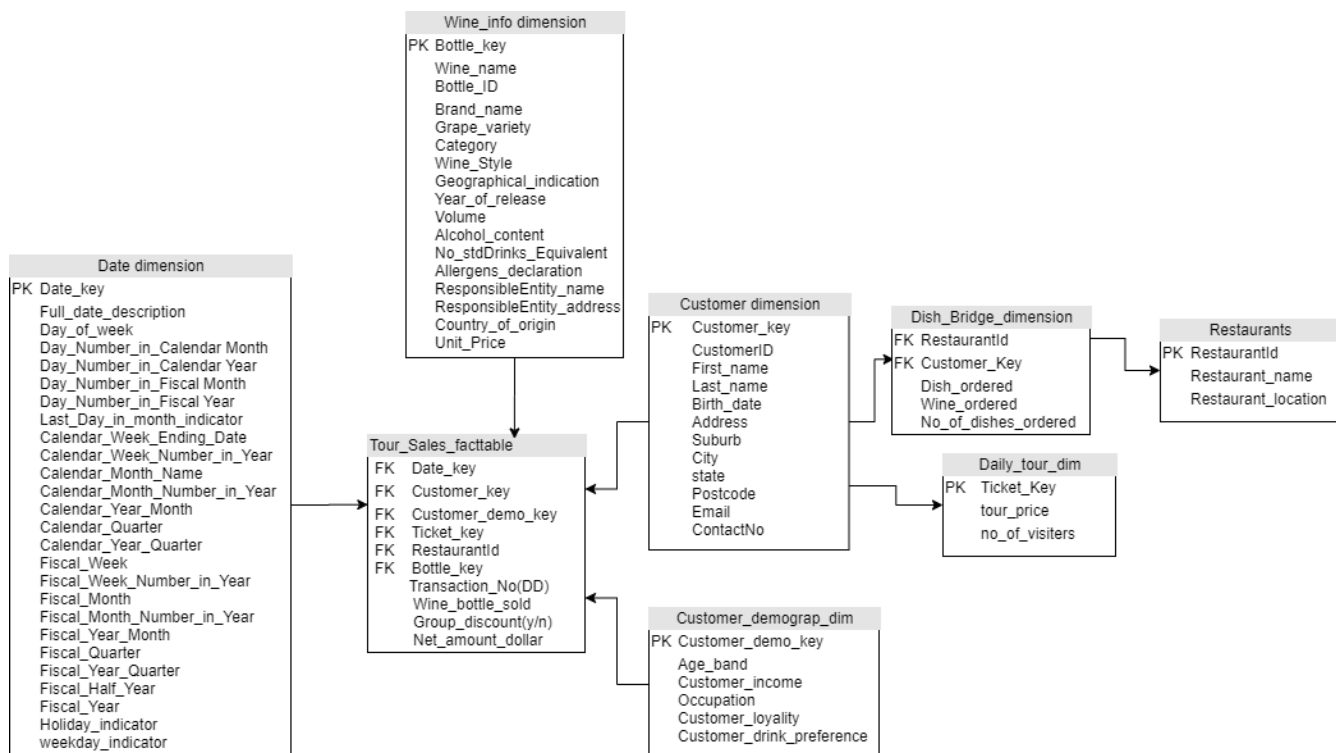 Wine_info dimension
PK Bottle_key
Wine_name
Bottle_ID
Brand_name
Grape_variety
Category
Wine_Style
Geographical_indication
Year_of_release
Volume
Alcohol_content
No_stdDrinks_Equivalent
Allergens_declaration
ResponsibleEntity_name
ResponsibleEntity_address
Country_of_origin
Unit_Price
Date dimension
PK Date_key
Full_date_description
Day_of_week
Day_Number_in_Calendar Month
Day_Number_in_Calendar Year
Day_Number_in_Fiscal Month
Day_Number_in_Fiscal Year
Last_Day_in_month_indicator
Calendar_Week_Ending_Date
Calendar_Week_Number_in_Year
Calendar_Month_Name
Calendar_Month_Number_in_Year
Calendar_Year_Month
Calendar_Quarter
Calendar_Year_Quarter
Fiscal_Week
Fiscal_Week_Number_in_Year
Fiscal_Month
Fiscal_Month_Number_in_Year
Fiscal_Year_Month
Fiscal_Quarter
Fiscal_Year_Quarter
Fiscal_Half_Year
Fiscal_Year
Holiday_indicator
weekday_indicator
Tour_Sales_facttable
FK Date_key
FK Customer_key
FK Customer_demo_key
FK Ticket_key
FK RestaurantId
FK Bottle_key
Transaction_No(DD)
Wine_bottle_sold
Group_discount(y/n)
Net_amount_dollar
Customer dimension
PK Customer_key
CustomerID
First_name
Last_name
Birth_date
Address
Suburb
City
state
Postcode
Email
ContactNo
Dish_Bridge_dimension
FK RestaurantId
FK Customer_Key
Dish_ordered
Wine_ordered
No_of_dishes_ordered
Restaurants
PK RestaurantId
Restaurant_name
Restaurant_location
Daily_tour_dim
PK Ticket_Key
tour_price
no_of_visiters
Customer_demograp_dim
PK Customer_demo_key
Age_band
Customer_income
Occupation
Customer_loyality
Customer_drink_preference